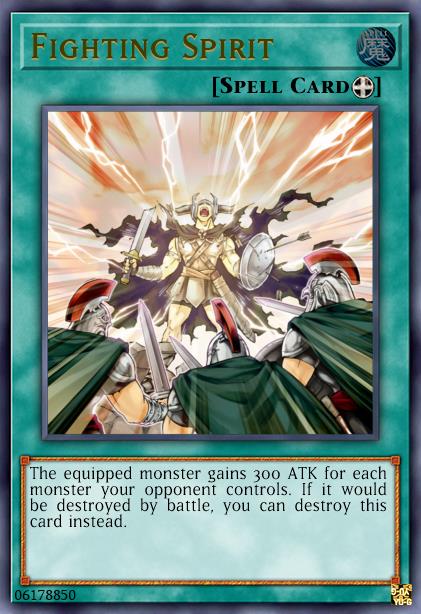 Fighting Spirit
[Spell Card]
The equipped monster gains 300 ATK for each
monster your opponent controls. If it would
be destroyed by battle, you can destroy this
card instead.
06178850